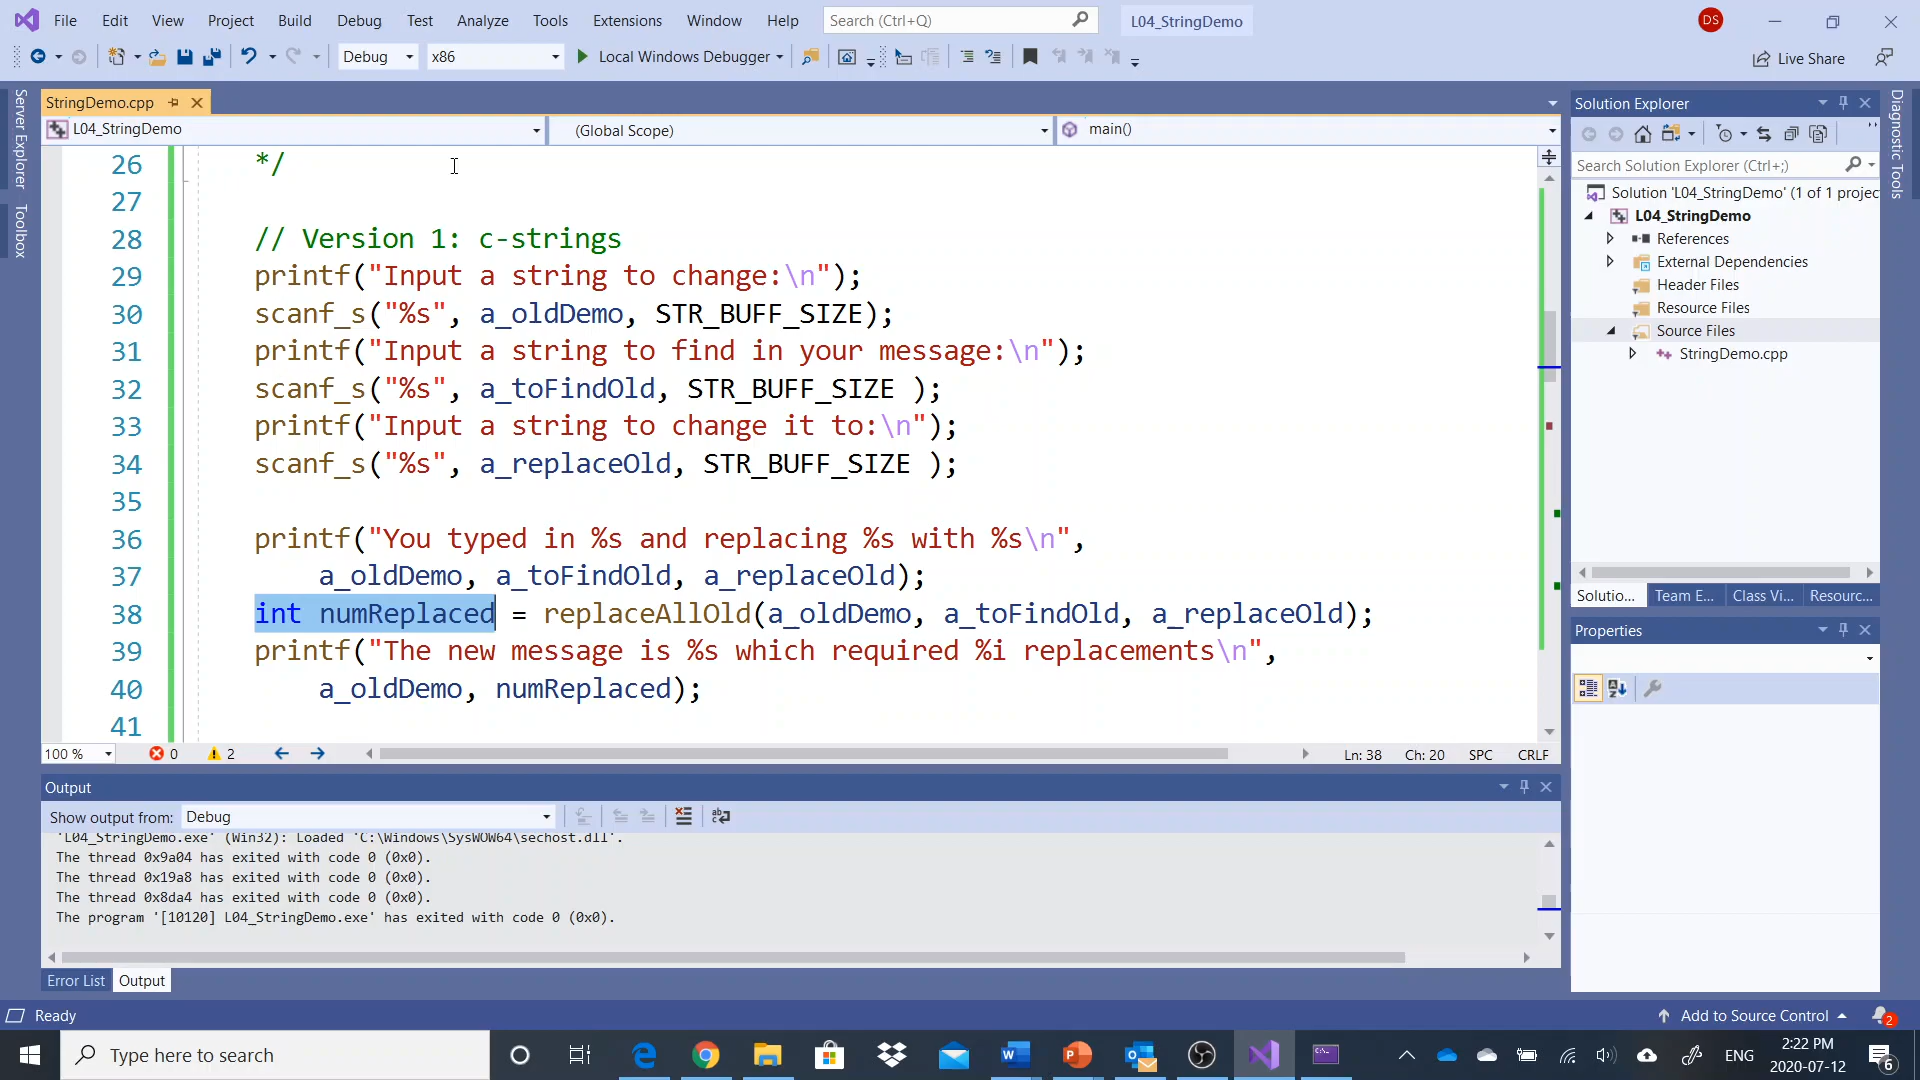 File Edit View Project Build Debug Test Analyze Tools Extensions Window Help Search (Ctrl+Q) L04_StringDemo DS
Debug x86 Local Windows Debugger Live Share
Server Explorer
Toolbox
StringDemo.cpp
L04_StringDemo (Global Scope) main()
26 */
27
28 // Version 1: c-strings
29 printf("Input a string to change:\n");
30 scanf_s("%s", a_oldDemo, STR_BUFF_SIZE);
31 printf("Input a string to find in your message:\n");
32 scanf_s("%s", a_toFindOld, STR_BUFF_SIZE );
33 printf("Input a string to change it to:\n");
34 scanf_s("%s", a_replaceOld, STR_BUFF_SIZE );
35
36 printf("You typed in %s and replacing %s with %s\n",
37 a_oldDemo, a_toFindOld, a_replaceOld);
38 int numReplaced = replaceAllOld(a_oldDemo, a_toFindOld, a_replaceOld);
39 printf("The new message is %s which required %i replacements\n",
40 a_oldDemo, numReplaced);
41
100 % 0 2 Ln: 38 Ch: 20 SPC CRLF
Output
Show output from: Debug
'L04_StringDemo.exe' (Win32): Loaded 'C:\Windows\SysWOW64\sechost.dll'.
The thread 0x9a04 has exited with code 0 (0x0).
The thread 0x19a8 has exited with code 0 (0x0).
The thread 0x8da4 has exited with code 0 (0x0).
The program '[10120] L04_StringDemo.exe' has exited with code 0 (0x0).
Error List Output
Solution Explorer
Search Solution Explorer (Ctrl+;)
Solution 'L04_StringDemo' (1 of 1 projec
L04_StringDemo
References
External Dependencies
Header Files
Resource Files
Source Files
StringDemo.cpp
Solutio... Team E... Class Vi... Resourc...
Properties
Diagnostic Tools
Ready Add to Source Control 2
Type here to search ENG 2:22 PM
2020-07-12 6